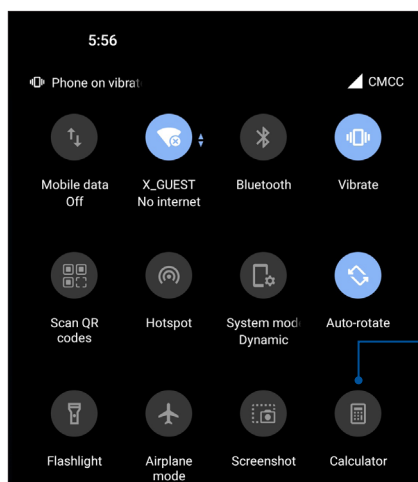 5:56
Phone on vibrat
CMCC
Mobile data
Off
X_GUEST
No internet
Bluetooth
Vibrate
Scan QR
codes
Hotspot
System mod
Dynamic
Auto-rotate
Flashlight
Airplane
mode
Screenshot
Calculator